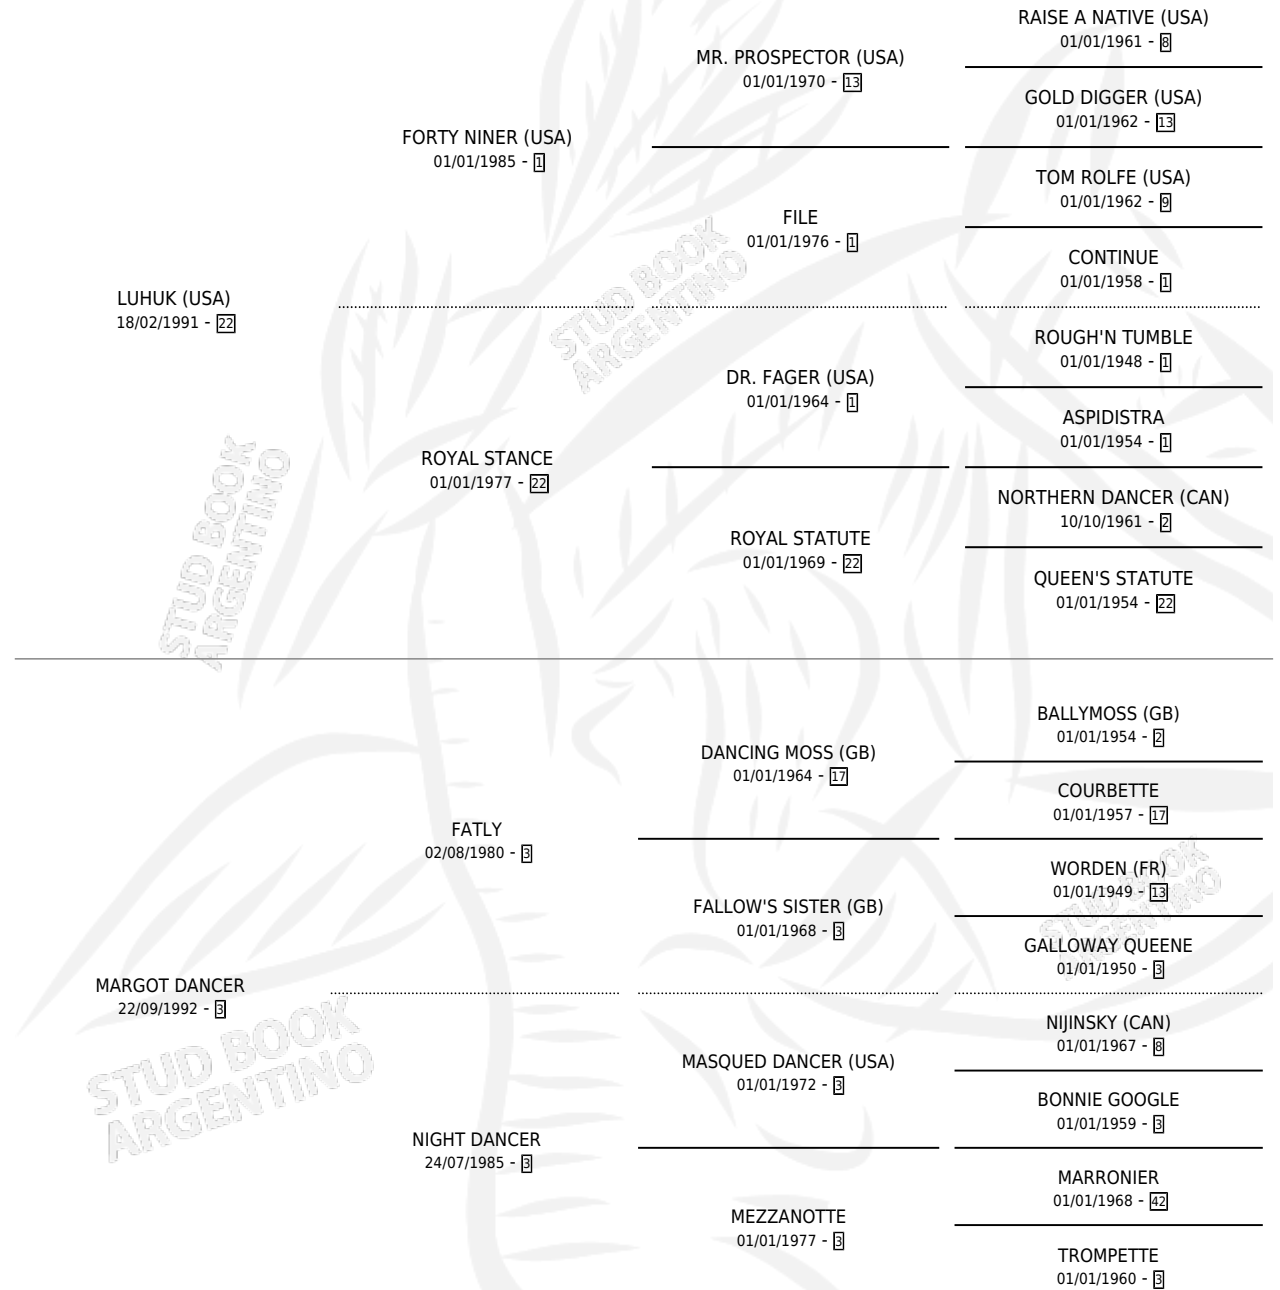 RAISE A NATIVE (USA)
01/01/1961 - 8
MR. PROSPECTOR (USA)
01/01/1970 - 13
GOLD DIGGER (USA)
01/01/1962 - 13
FORTY NINER (USA)
01/01/1985 - 1
TOM ROLFE (USA)
01/01/1962 - 9
FILE
01/01/1976 - 1
CONTINUE
01/01/1958 - 1
LUHUK (USA)
18/02/1991 - 22
ROUGH'N TUMBLE
01/01/1948 - 1
DR. FAGER (USA)
01/01/1964 - 1
ASPIDISTRA
01/01/1954 - 1
ROYAL STANCE
01/01/1977 - 22
NORTHERN DANCER (CAN)
10/10/1961 - 2
ROYAL STATUTE
01/01/1969 - 22
QUEEN'S STATUTE
01/01/1954 - 22
BALLYMOSS (GB)
01/01/1954 - 2
DANCING MOSS (GB)
01/01/1964 - 17
COURBETTE
01/01/1957 - 17
FATLY
02/08/1980 - 3
WORDEN (FR)
01/01/1949 - 13
FALLOW'S SISTER (GB)
01/01/1968 - 3
GALLOWAY QUEENE
01/01/1950 - 3
MARGOT DANCER
22/09/1992 - 3
NIJINSKY (CAN)
01/01/1967 - 8
MASQUED DANCER (USA)
01/01/1972 - 3
BONNIE GOOGLE
01/01/1959 - 3
NIGHT DANCER
24/07/1985 - 3
MARRONIER
01/01/1968 - 42
MEZZANOTTE
01/01/1977 - 3
TROMPETTE
01/01/1960 - 3
STUD BOOK
ARGENTINO
STUD BOOK
ARGENTINO
STUD BOOK
ARGENTINO
STUD BOOK
ARGENTINO